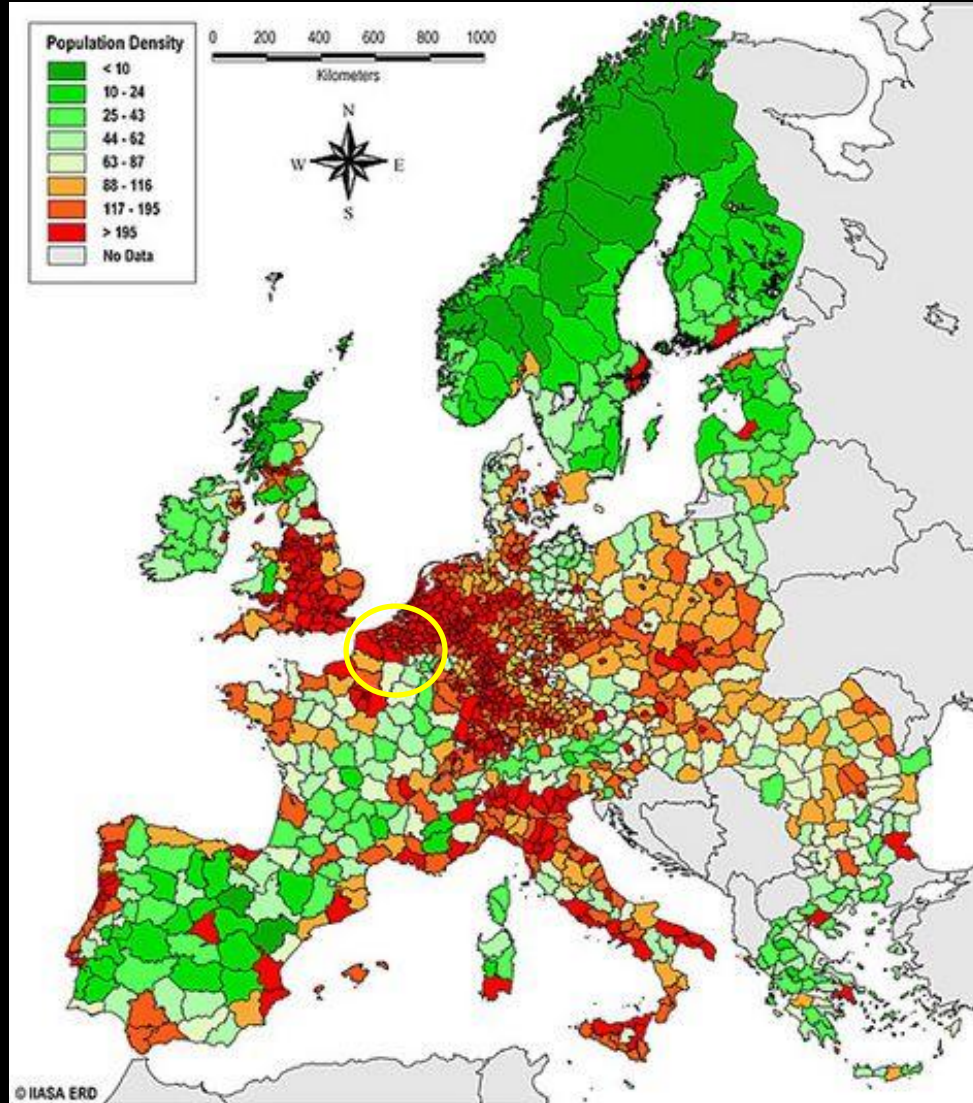 Population Density
< 10
10 - 24
25 - 43
44 - 62
63 - 87
88 - 116
117 - 195
> 195
No Data
0 200 400 600 800 1000
Kilometers
N
W E
S
© IIASA ERD